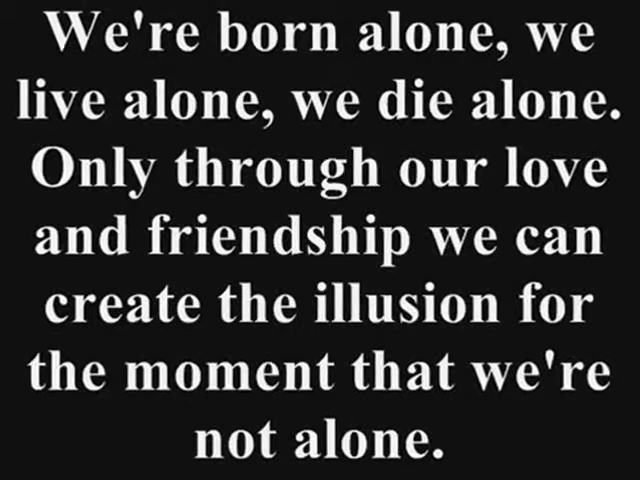 We're born alone, we
live alone, we die alone.
Only through our love
and friendship we can
create the illusion for
the moment that we're
not alone.